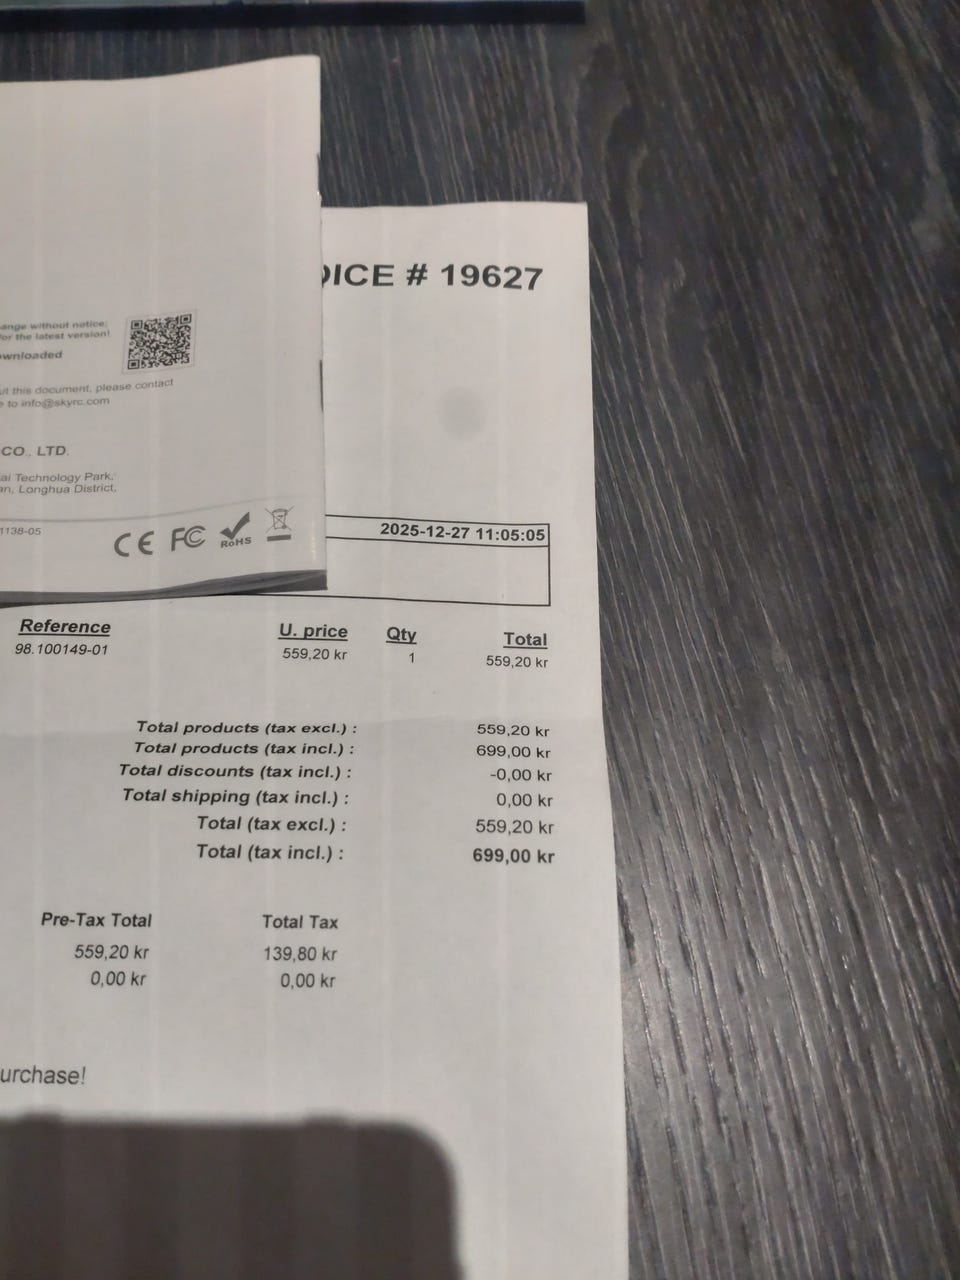 ange without notice;
for the latest version!
ownloaded
ut this document, please contact
e to info@skyrc.com
CO., LTD.
ai Technology Park,
an, Longhua District,
1138-05
CE FC RoHS
OICE # 19627
2025-12-27 11:05:05
Reference U. price Qty Total
98.100149-01 559,20 kr 1 559,20 kr
Total products (tax excl.) : 559,20 kr
Total products (tax incl.) : 699,00 kr
Total discounts (tax incl.) : -0,00 kr
Total shipping (tax incl.) : 0,00 kr
Total (tax excl.) : 559,20 kr
Total (tax incl.) : 699,00 kr
Pre-Tax Total Total Tax
559,20 kr 139,80 kr
0,00 kr 0,00 kr
urchase!